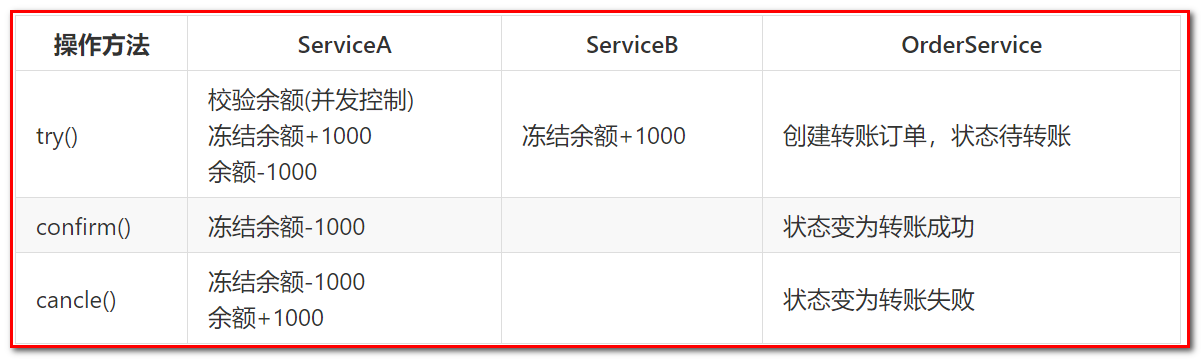 操作方法 ServiceA ServiceB OrderService
try()
校验余额(并发控制)
冻结余额+1000
余额-1000
冻结余额+1000
创建转账订单，状态待转账
confirm()
冻结余额-1000
状态变为转账成功
cancle()
冻结余额-1000
余额+1000
状态变为转账失败